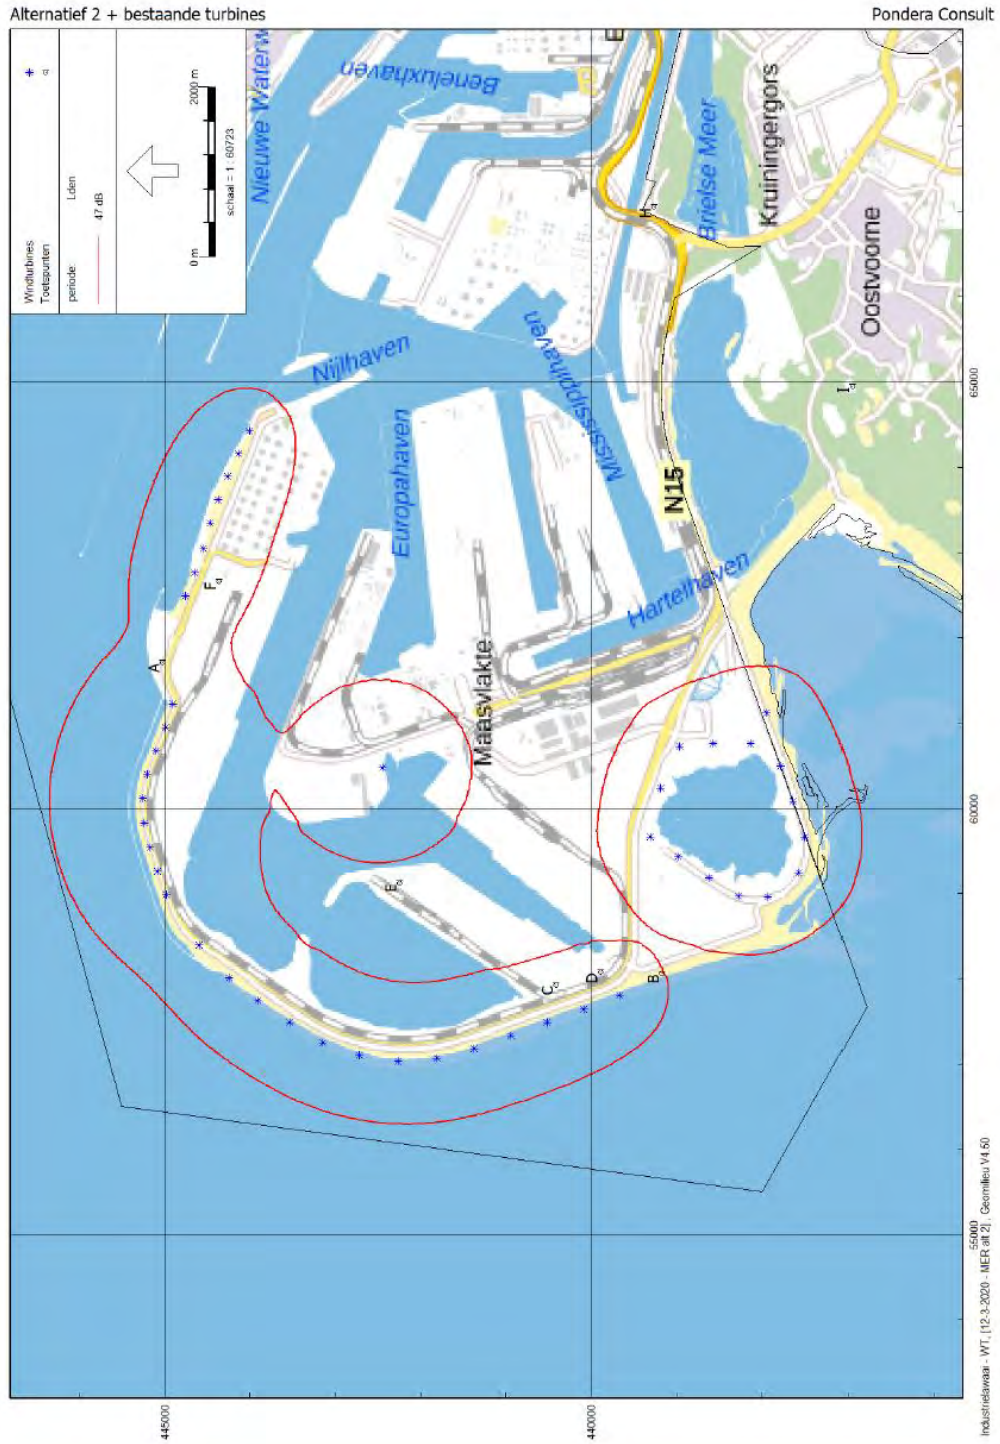 Alternatief 2 + bestaande turbines
Pondera Consult
Windturbines
Toetspunten
periode: Lden
47 dB
0 m
2000 m
schaal = 1 : 60723
Nieuwe Waterw
Beneluxhaven
Brielse Meer
Kruiningergors
Oostvoorne
Nijlhaven
Mississippihaven
Europahaven
N15
Hartelhaven
Maasvlakte
A
B
C
D
E
F
H
I
65000
60000
55000
445000
440000
Industrielawaai - WT, [12-3-2020 - MER alt 2] , Geomilieu V4.50